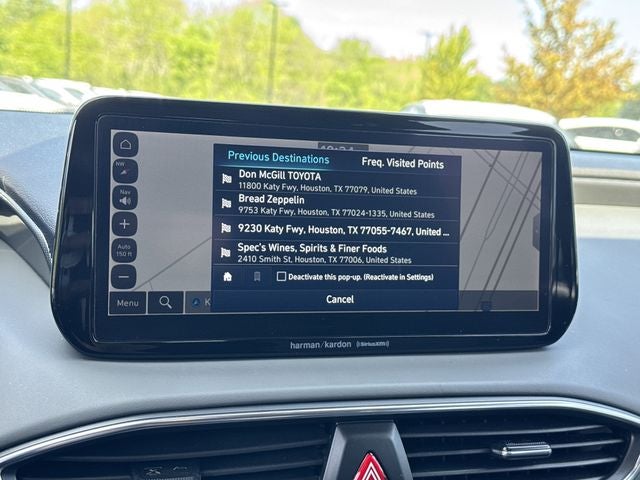 NW
Nav
+
Auto
150 ft
−
Menu
Previous Destinations
Freq. Visited Points
Don McGill TOYOTA
11800 Katy Fwy, Houston, TX 77079, United States
Bread Zeppelin
9753 Katy Fwy, Houston, TX 77024-1335, United States
9230 Katy Fwy, Houston, TX 77055-7467, United ...
Spec's Wines, Spirits & Finer Foods
2410 Smith St, Houston, TX 77006, United States
Deactivate this pop-up. (Reactivate in Settings)
Cancel
harman/kardon ((SiriusXM))